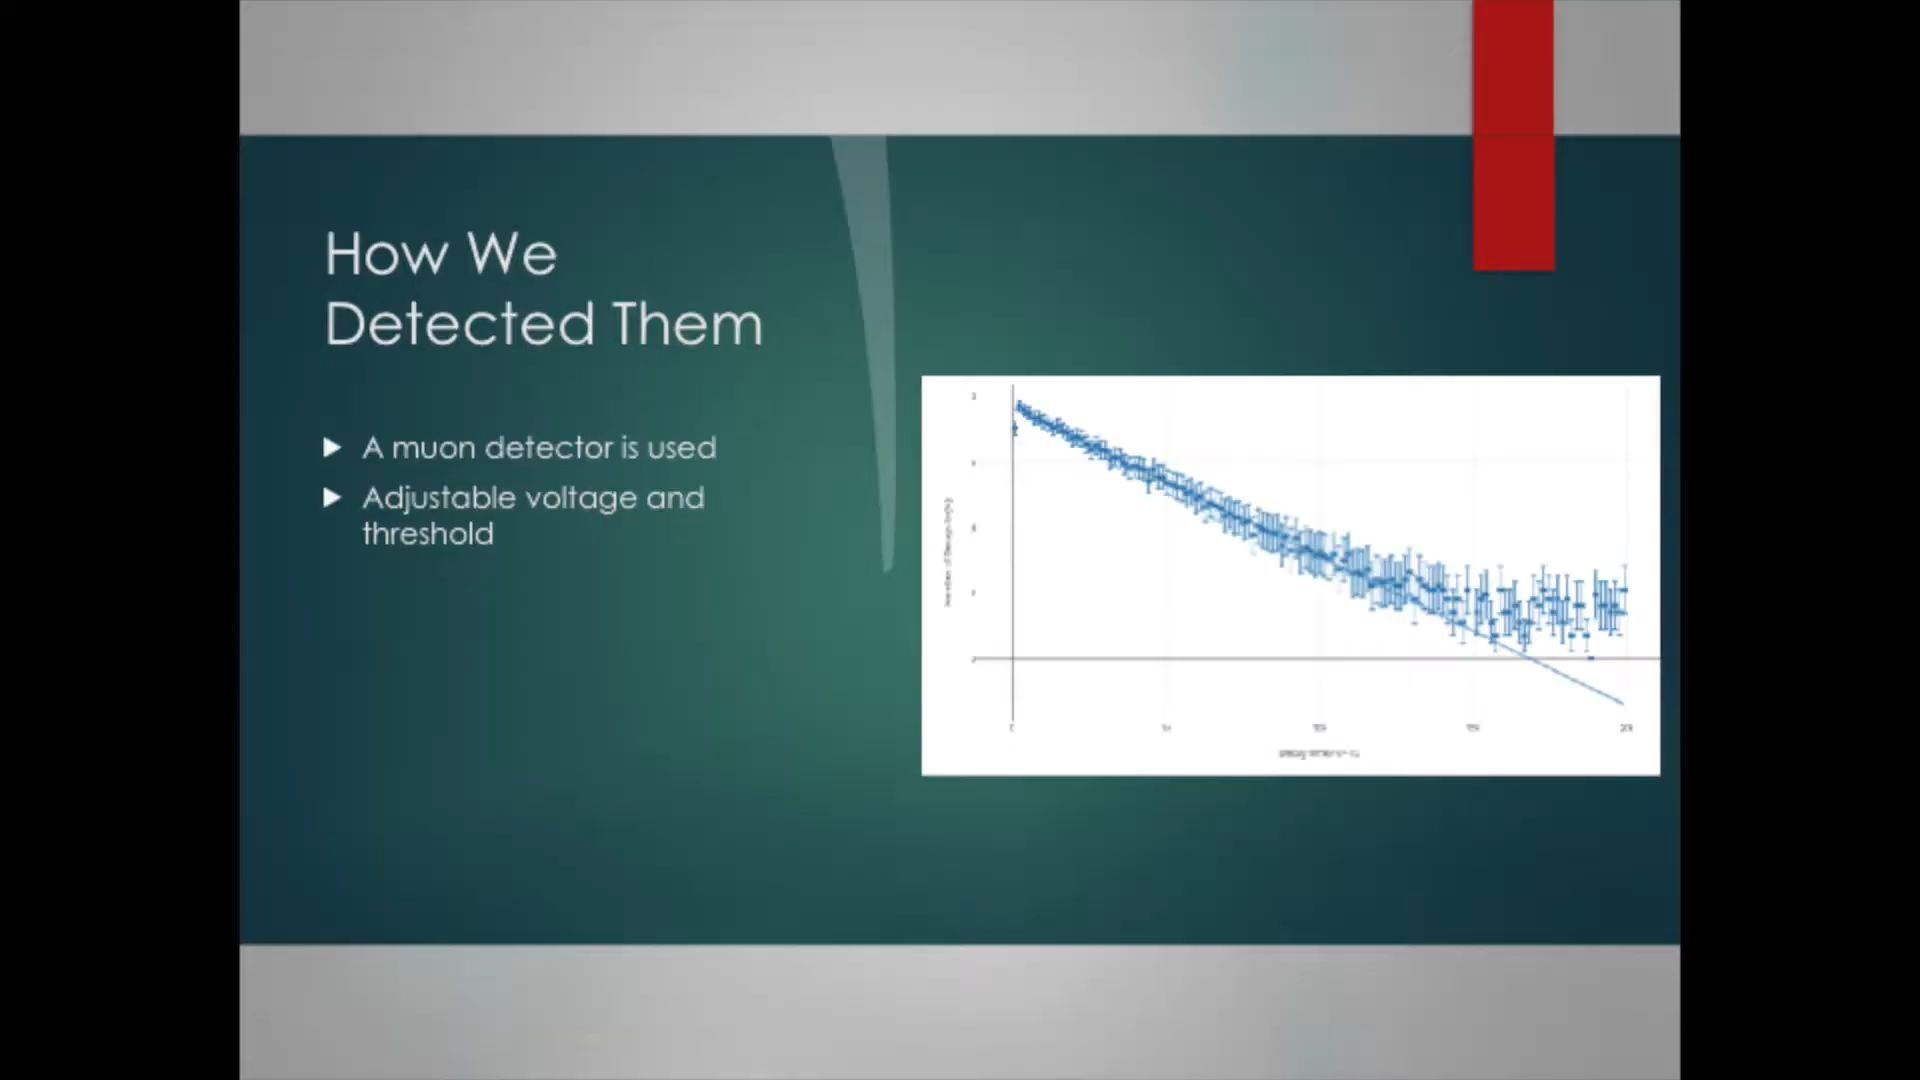 How We
Detected Them
A muon detector is used
Adjustable voltage and
threshold